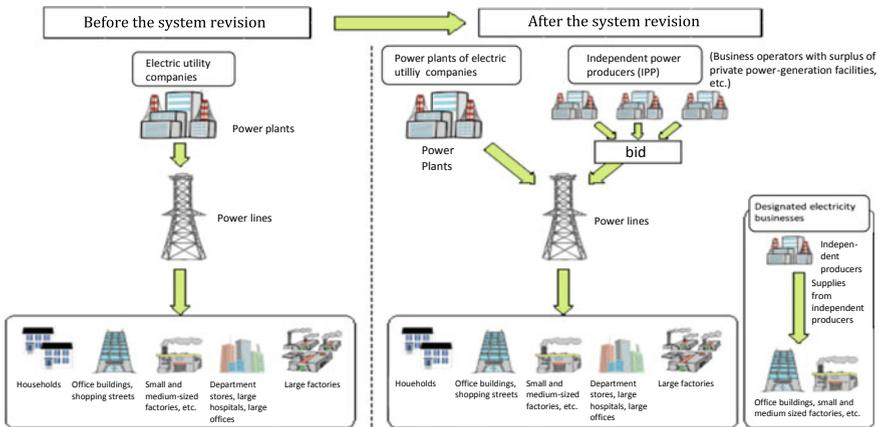 Before the system revision
After the system revision
Electric utility
companies
Power plants
Power lines
Households
Office buildings,
shopping streets
Small and
medium-sized
factories, etc.
Department
stores, large
hospitals, large
offices
Large factories
Power plants of electric
utilliy companies
Independent power
producers (IPP)
(Business operators with surplus of
private power-generation facilities,
etc.)
Power
Plants
bid
Power lines
Houeholds
Office buildings,
shopping streets
Small and
medium-sized
factories, etc.
Department
stores, large
hospitals, large
offices
Large factories
Designated electricity
businesses
Indepen-
dent
producers
Supplies
from
independent
producers
Office buildings, small and
medium sized factories, etc.